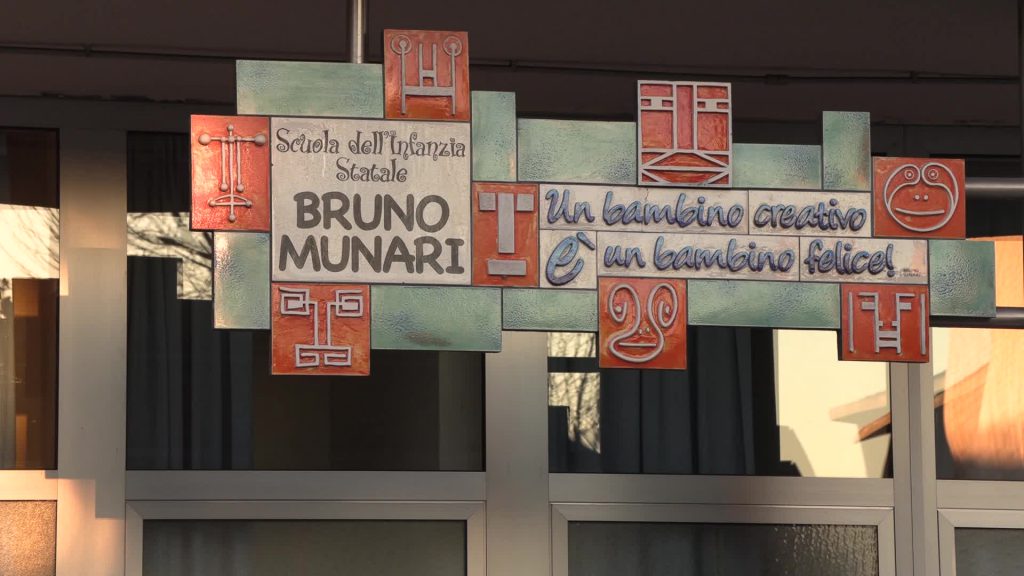 Scuola dell'Infanzia
Statale
BRUNO
MUNARI
Un bambino creativo
è un bambino felice!